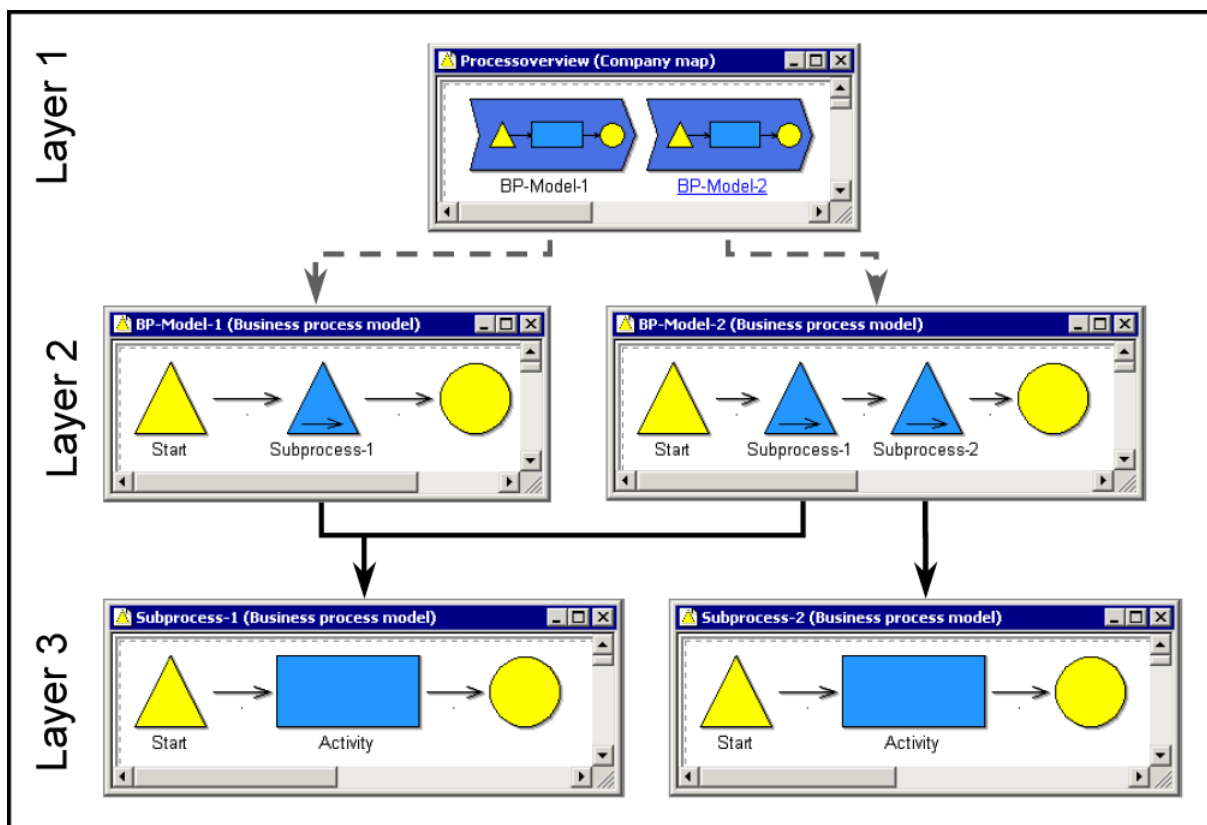 Layer 1
Processoverview (Company map)
BP-Model-1
BP-Model-2
Layer 2
BP-Model-1 (Business process model)
Start
Subprocess-1
BP-Model-2 (Business process model)
Start
Subprocess-1
Subprocess-2
Layer 3
Subprocess-1 (Business process model)
Start
Activity
Subprocess-2 (Business process model)
Start
Activity